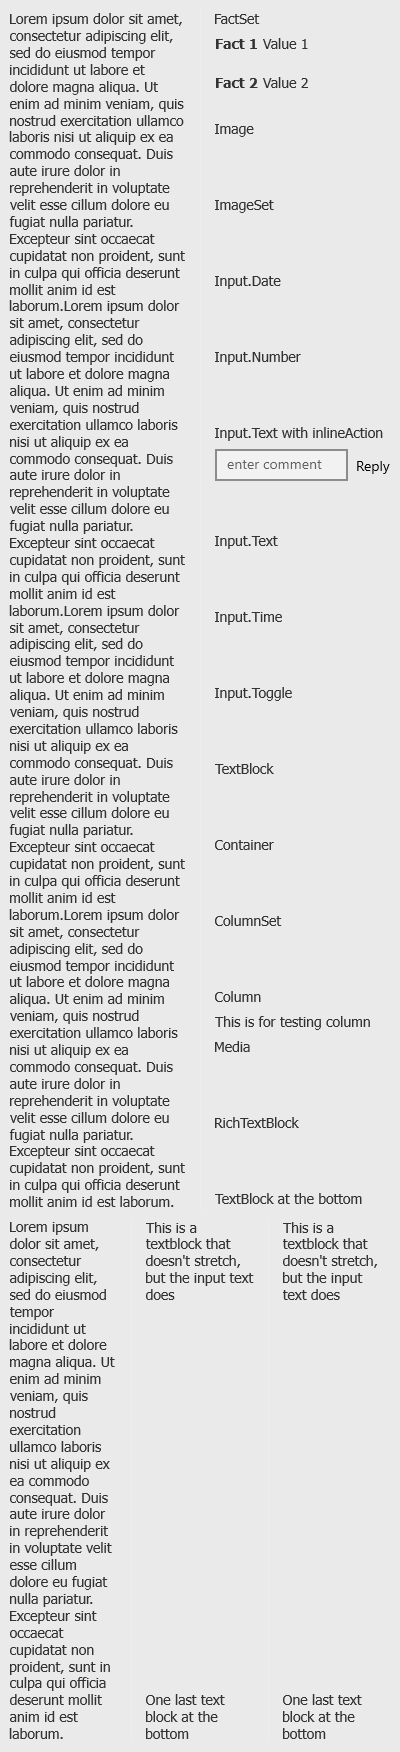 Lorem ipsum dolor sit amet,
consectetur adipiscing elit,
sed do eiusmod tempor
incididunt ut labore et
dolore magna aliqua. Ut
enim ad minim veniam, quis
nostrud exercitation ullamco
laboris nisi ut aliquip ex ea
commodo consequat. Duis
aute irure dolor in
reprehenderit in voluptate
velit esse cillum dolore eu
fugiat nulla pariatur.
Excepteur sint occaecat
cupidatat non proident, sunt
in culpa qui officia deserunt
mollit anim id est
laborum.Lorem ipsum dolor
sit amet, consectetur
adipiscing elit, sed do
eiusmod tempor incididunt
ut labore et dolore magna
aliqua. Ut enim ad minim
veniam, quis nostrud
exercitation ullamco laboris
nisi ut aliquip ex ea
commodo consequat. Duis
aute irure dolor in
reprehenderit in voluptate
velit esse cillum dolore eu
fugiat nulla pariatur.
Excepteur sint occaecat
cupidatat non proident, sunt
in culpa qui officia deserunt
mollit anim id est
laborum.Lorem ipsum dolor
sit amet, consectetur
adipiscing elit, sed do
eiusmod tempor incididunt
ut labore et dolore magna
aliqua. Ut enim ad minim
veniam, quis nostrud
exercitation ullamco laboris
nisi ut aliquip ex ea
commodo consequat. Duis
aute irure dolor in
reprehenderit in voluptate
velit esse cillum dolore eu
fugiat nulla pariatur.
Excepteur sint occaecat
cupidatat non proident, sunt
in culpa qui officia deserunt
mollit anim id est
laborum.Lorem ipsum dolor
sit amet, consectetur
adipiscing elit, sed do
eiusmod tempor incididunt
ut labore et dolore magna
aliqua. Ut enim ad minim
veniam, quis nostrud
exercitation ullamco laboris
nisi ut aliquip ex ea
commodo consequat. Duis
aute irure dolor in
reprehenderit in voluptate
velit esse cillum dolore eu
fugiat nulla pariatur.
Excepteur sint occaecat
cupidatat non proident, sunt
in culpa qui officia deserunt
mollit anim id est laborum.
FactSet
Fact 1 Value 1
Fact 2 Value 2
Image
ImageSet
Input.Date
Input.Number
Input.Text with inlineAction
enter comment Reply
Input.Text
Input.Time
Input.Toggle
TextBlock
Container
ColumnSet
Column
This is for testing column
Media
RichTextBlock
TextBlock at the bottom
Lorem ipsum
dolor sit amet,
consectetur
adipiscing elit,
sed do eiusmod
tempor
incididunt ut
labore et dolore
magna aliqua. Ut
enim ad minim
veniam, quis
nostrud
exercitation
ullamco laboris
nisi ut aliquip ex
ea commodo
consequat. Duis
aute irure dolor
in reprehenderit
in voluptate velit
esse cillum
dolore eu fugiat
nulla pariatur.
Excepteur sint
occaecat
cupidatat non
proident, sunt in
culpa qui officia
deserunt mollit
anim id est
laborum.
This is a
textblock that
doesn't stretch,
but the input text
does
One last text
block at the
bottom
This is a
textblock that
doesn't stretch,
but the input
text does
One last text
block at the
bottom